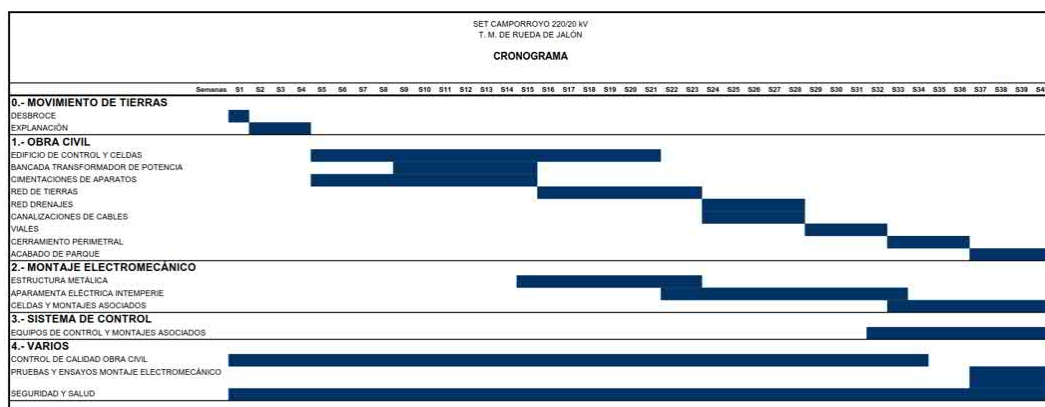 SET CAMPORROYO 220/20 kV
T. M. DE RUEDA DE JALÓN
CRONOGRAMA
Semanas S1 S2 S3 S4 S5 S6 S7 S8 S9 S10 S11 S12 S13 S14 S15 S16 S17 S18 S19 S20 S21 S22 S23 S24 S25 S26 S27 S28 S29 S30 S31 S32 S33 S34 S35 S36 S37 S38 S39
0.- MOVIMIENTO DE TIERRAS
DESBROCE
EXPLANACIÓN
1.- OBRA CIVIL
EDIFICIO DE CONTROL Y CELDAS
BANCADA TRANSFORMADOR DE POTENCIA
CIMENTACIONES DE APARATOS
RED DE TIERRAS
RED DRENAJES
CANALIZACIONES DE CABLES
VIALES
CERRAMIENTO PERIMETRAL
ACABADO DE PARQUE
2.- MONTAJE ELECTROMECÁNICO
ESTRUCTURA METÁLICA
APARAMENTA ELÉCTRICA INTEMPERIE
CELDAS Y MONTAJES ASOCIADOS
3.- SISTEMA DE CONTROL
EQUIPOS DE CONTROL Y MONTAJES ASOCIADOS
4.- VARIOS
CONTROL DE CALIDAD OBRA CIVIL
PRUEBAS Y ENSAYOS MONTAJE ELECTROMECÁNICO
SEGURIDAD Y SALUD